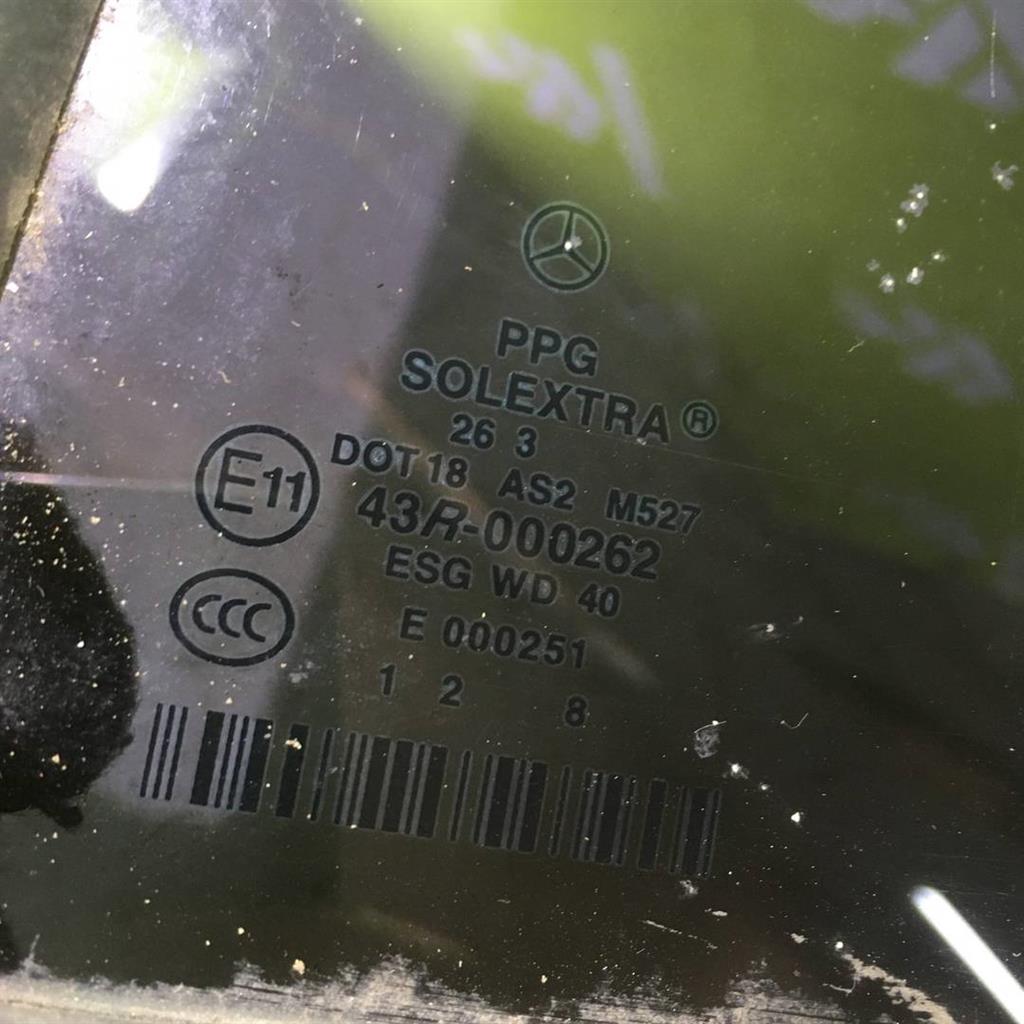 PPG
SOLEXTRA®
26 3
DOT 18 AS2 M527
E11
43R-000262
ESG WD 40
CCC
E 000251
1 2 8